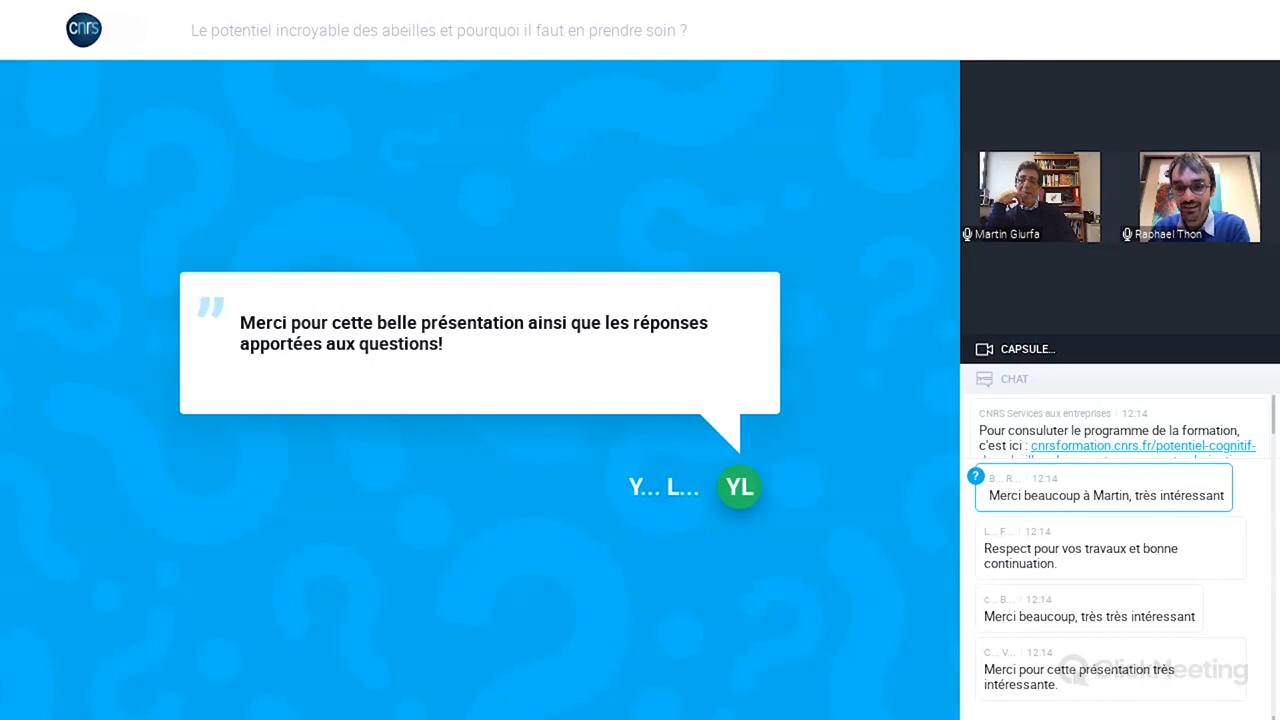 cnrs
Le potentiel incroyable des abeilles et pourquoi il faut en prendre soin ?
Merci pour cette belle présentation ainsi que les réponses
apportées aux questions!
Y... L...
YL
Martin Giurfa
Raphael Thon
CAPSULE...
CHAT
CNRS Services aux entreprises 12:14
Pour consuluter le programme de la formation,
c'est ici : cnrsformation.cnrs.fr/potentiel-cognitif-
?
B... R... 12:14
Merci beaucoup à Martin, très intéressant
L... F... 12:14
Respect pour vos travaux et bonne
continuation.
c... B... 12:14
Merci beaucoup, très très intéressant
C... V... 12:14
Merci pour cette présentation très
intéressante.
ClickMeeting